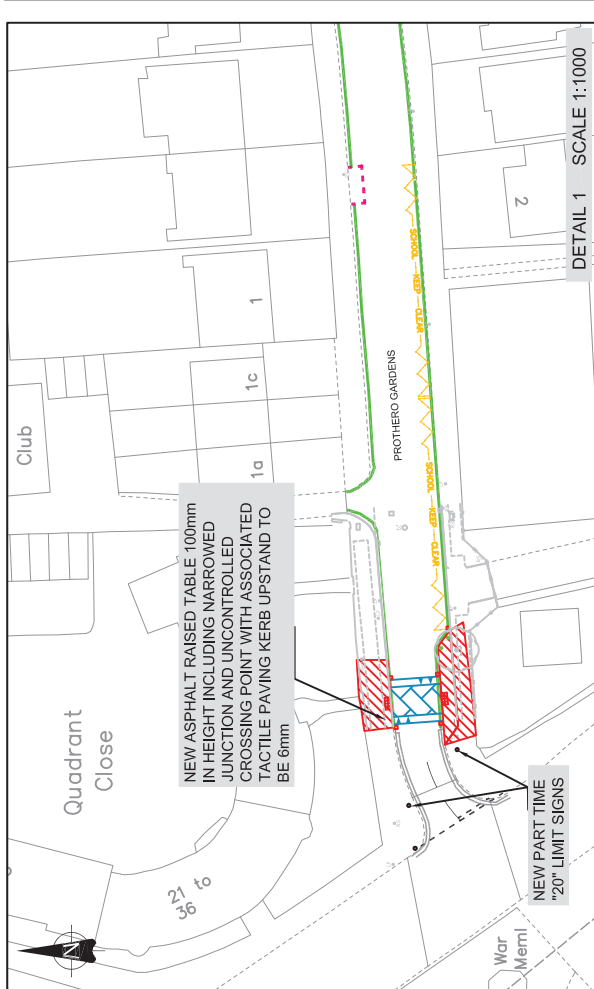 Club
1
1c
1a
2
DETAIL 1 SCALE 1:1000
SCHOOL KEEP CLEAR
PROTHERO GARDENS
SCHOOL KEEP CLEAR
NEW ASPHALT RAISED TABLE 100mm
IN HEIGHT INCLUDING NARROWED
JUNCTION AND UNCONTROLLED
CROSSING POINT WITH ASSOCIATED
TACTILE PAVING KERB UPSTAND TO
BE 6mm
Quadrant
Close
21 to
36
N
NEW PART TIME
"20" LIMIT SIGNS
War
Meml